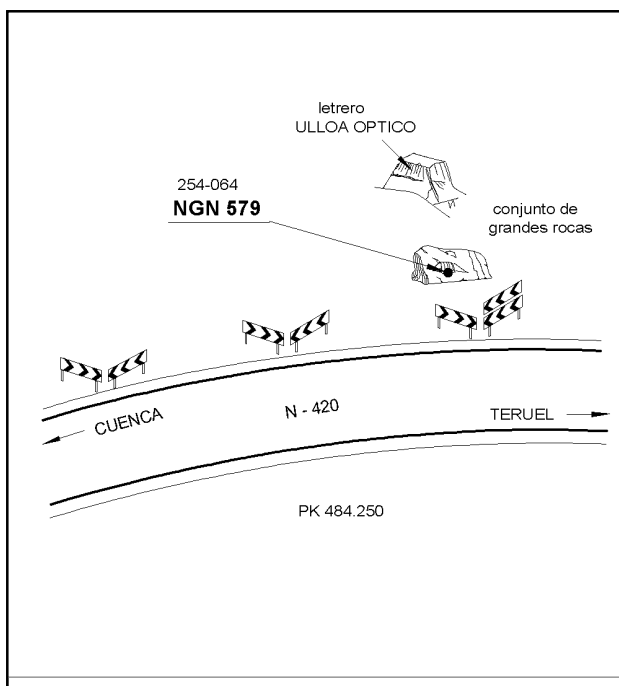 letrero
ULLOA OPTICO
254-064
NGN 579
conjunto de
grandes rocas
CUENCA
N - 420
TERUEL
PK 484.250